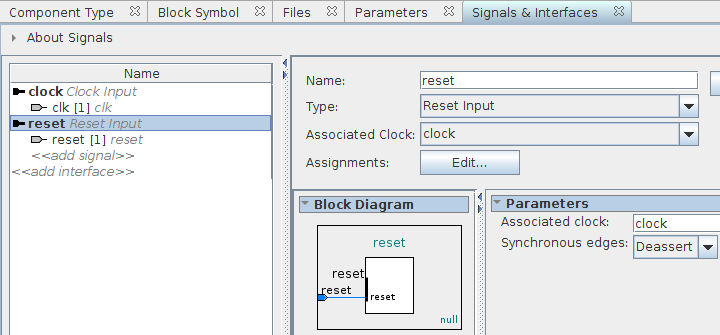 Component Type Block Symbol Files Parameters Signals & Interfaces
About Signals
Name
clock Clock Input
clk [1] clk
reset Reset Input
reset [1] reset
<<add signal>>
<<add interface>>
Name: reset
Type: Reset Input
Associated Clock: clock
Assignments: Edit...
Block Diagram
reset
reset
reset
reset
null
Parameters
Associated clock: clock
Synchronous edges: Deassert